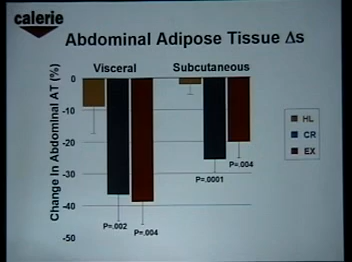 calerie
Abdominal Adipose Tissue Δs
Visceral Subcutaneous
Change in Abdominal AT (%)
0
-10
-20
-30
-40
-50
P=.002
P=.004
P=.0001
P=.004
HL
CR
EX